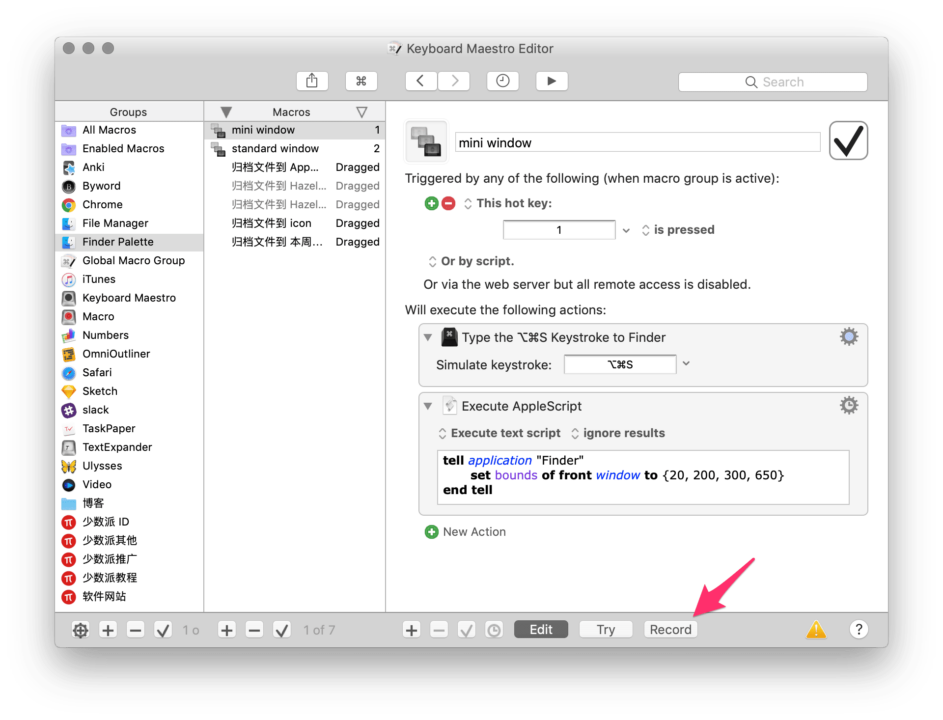 Keyboard Maestro Editor
⌘
Search
Groups
All Macros
Enabled Macros
Anki
Byword
Chrome
File Manager
Finder Palette
Global Macro Group
iTunes
Keyboard Maestro
Macro
Numbers
OmniOutliner
Safari
Sketch
slack
TaskPaper
TextExpander
Ulysses
Video
博客
少数派 ID
少数派其他
少数派推广
少数派教程
软件网站
Macros
mini window 1
standard window 2
归档文件到 App... Dragged
归档文件到 Hazel... Dragged
归档文件到 Hazel... Dragged
归档文件到 icon Dragged
归档文件到 本周... Dragged
mini window
Triggered by any of the following (when macro group is active):
This hot key:
1 is pressed
Or by script.
Or via the web server but all remote access is disabled.
Will execute the following actions:
Type the ⌥⌘S Keystroke to Finder
Simulate keystroke: ⌥⌘S
Execute AppleScript
Execute text script ignore results
tell application "Finder"
set bounds of front window to {20, 200, 300, 650}
end tell
New Action
1 o
1 of 7
Edit Try Record ?